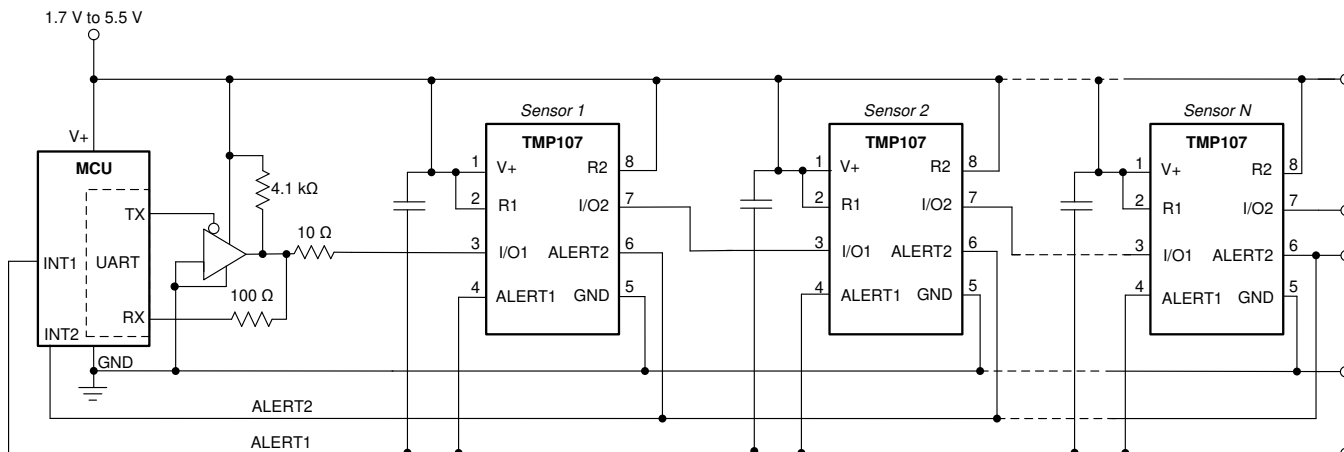 1.7 V to 5.5 V
V+
MCU
TX
INT1
UART
RX
INT2
GND
4.1 kΩ
10 Ω
100 Ω
Sensor 1
TMP107
1 V+ R2 8
2 R1 I/O2 7
3 I/O1 ALERT2 6
4 ALERT1 GND 5
Sensor 2
TMP107
1 V+ R2 8
2 R1 I/O2 7
3 I/O1 ALERT2 6
4 ALERT1 GND 5
Sensor N
TMP107
1 V+ R2 8
2 R1 I/O2 7
3 I/O1 ALERT2 6
4 ALERT1 GND 5
ALERT2
ALERT1